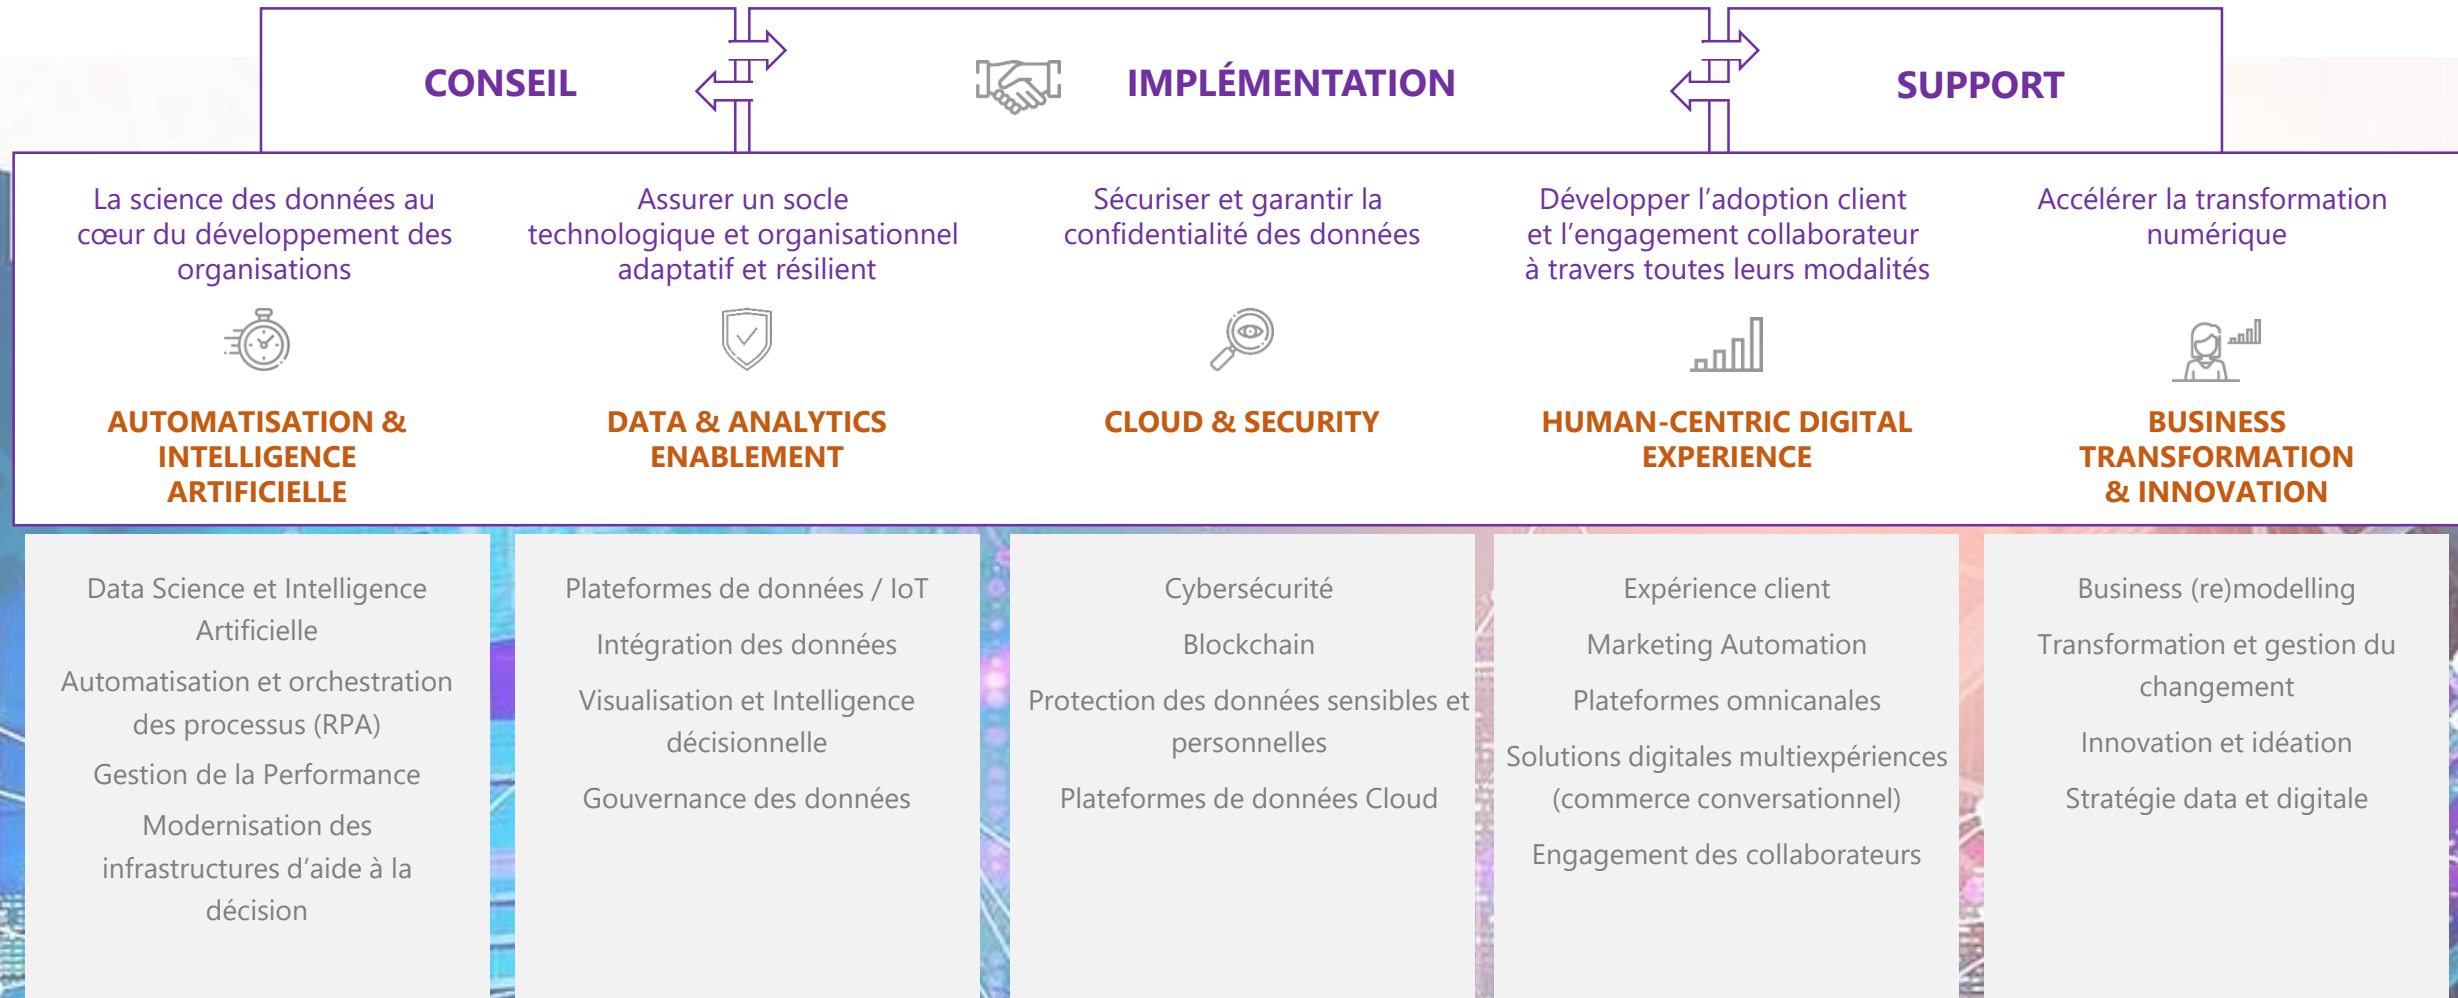 CONSEIL
IMPLÉMENTATION
SUPPORT
La science des données au
cœur du développement des
organisations
AUTOMATISATION &
INTELLIGENCE
ARTIFICIELLE
Data Science et Intelligence
Artificielle
Automatisation et orchestration
des processus (RPA)
Gestion de la Performance
Modernisation des
infrastructures d’aide à la
décision
Assurer un socle
technologique et organisationnel
adaptatif et résilient
DATA & ANALYTICS
ENABLEMENT
Plateformes de données / IoT
Intégration des données
Visualisation et Intelligence
décisionnelle
Gouvernance des données
Sécuriser et garantir la
confidentialité des données
CLOUD & SECURITY
Cybersécurité
Blockchain
Protection des données sensibles et
personnelles
Plateformes de données Cloud
Développer l’adoption client
et l’engagement collaborateur
à travers toutes leurs modalités
HUMAN-CENTRIC DIGITAL
EXPERIENCE
Expérience client
Marketing Automation
Plateformes omnicanales
Solutions digitales multiexpériences
(commerce conversationnel)
Engagement des collaborateurs
Accélérer la transformation
numérique
BUSINESS
TRANSFORMATION
& INNOVATION
Business (re)modelling
Transformation et gestion du
changement
Innovation et idéation
Stratégie data et digitale